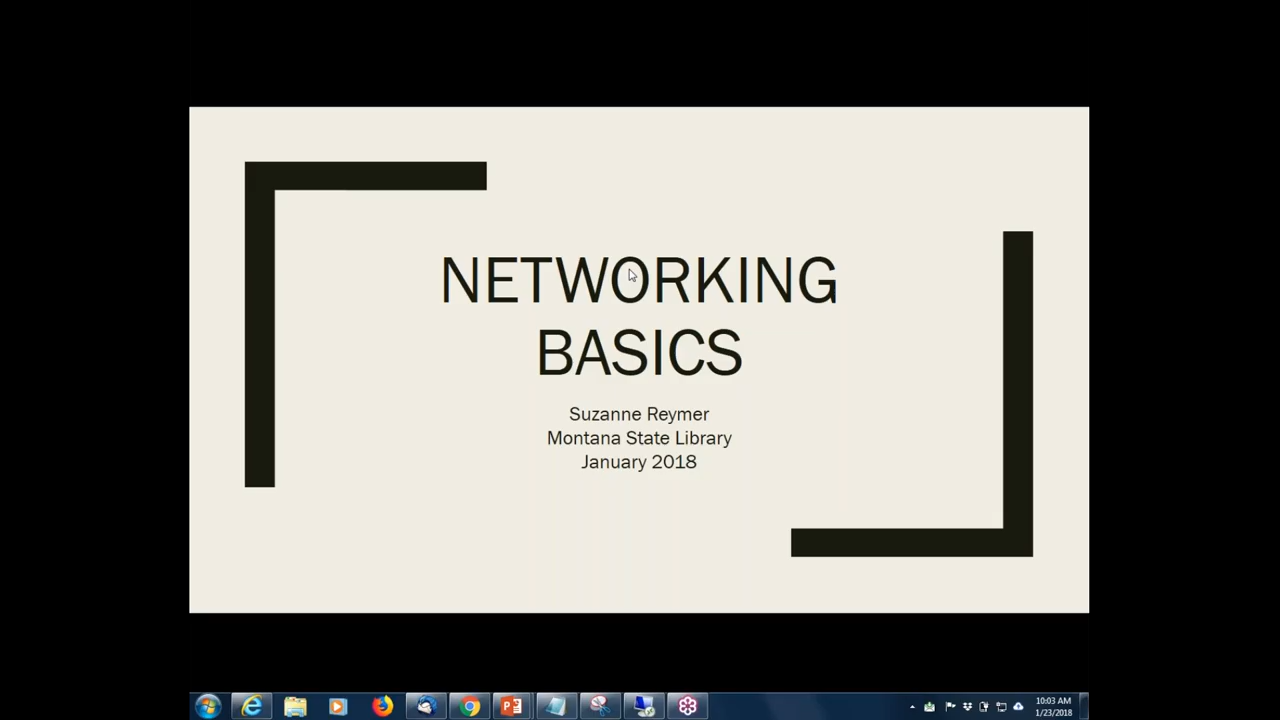 NETWORKING
BASICS
Suzanne Reymer
Montana State Library
January 2018
10:03 AM
1/23/2018